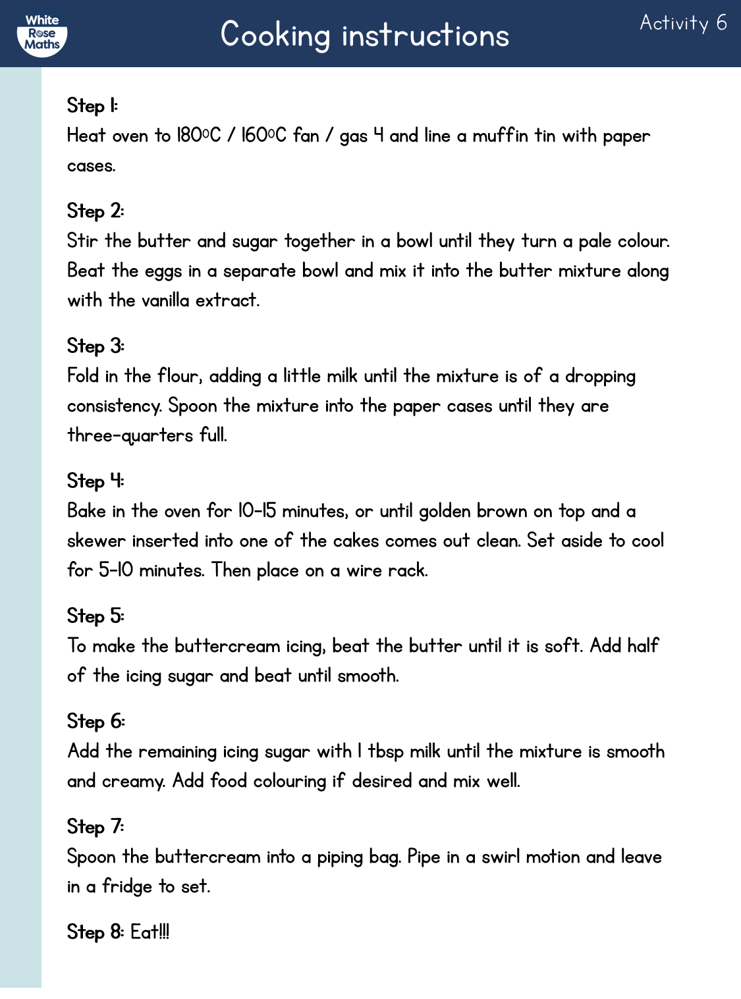 White
Rose
Maths
Cooking instructions
Activity 6
Step 1:
Heat oven to 180⁰C / 160⁰C fan / gas 4 and line a muffin tin with paper
cases.
Step 2:
Stir the butter and sugar together in a bowl until they turn a pale colour.
Beat the eggs in a separate bowl and mix it into the butter mixture along
with the vanilla extract.
Step 3:
Fold in the flour, adding a little milk until the mixture is of a dropping
consistency. Spoon the mixture into the paper cases until they are
three-quarters full.
Step 4:
Bake in the oven for 10-15 minutes, or until golden brown on top and a
skewer inserted into one of the cakes comes out clean. Set aside to cool
for 5-10 minutes. Then place on a wire rack.
Step 5:
To make the buttercream icing, beat the butter until it is soft. Add half
of the icing sugar and beat until smooth.
Step 6:
Add the remaining icing sugar with 1 tbsp milk until the mixture is smooth
and creamy. Add food colouring if desired and mix well.
Step 7:
Spoon the buttercream into a piping bag. Pipe in a swirl motion and leave
in a fridge to set.
Step 8: Eat!!!